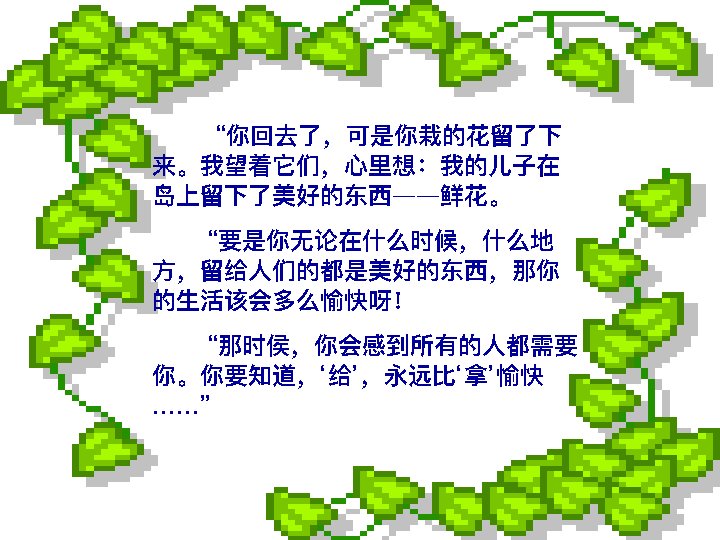 “你回去了，可是你栽的花留了下
来。我望着它们，心里想：我的儿子在
岛上留下了美好的东西——鲜花。
“要是你无论在什么时候，什么地
方，留给人们的都是美好的东西，那你
的生活该会多么愉快呀！
“那时侯，你会感到所有的人都需要
你。你要知道，‘给’，永远比‘拿’愉快
……”